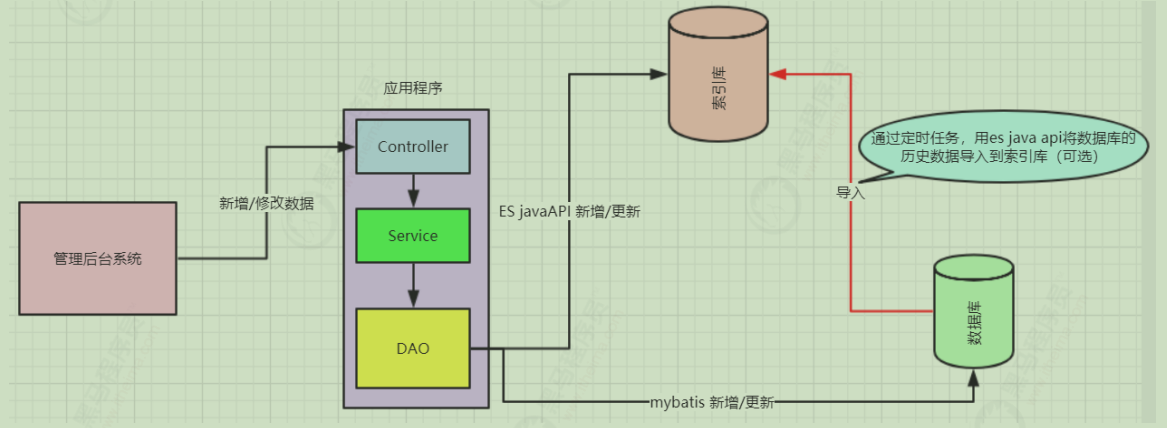 应用程序
Controller
Service
DAO
管理后台系统
新增/修改数据
ES javaAPI 新增/更新
mybatis 新增/更新
索引库
通过定时任务，用es java api将数据库的
历史数据导入到索引库（可选）
导入
数据库